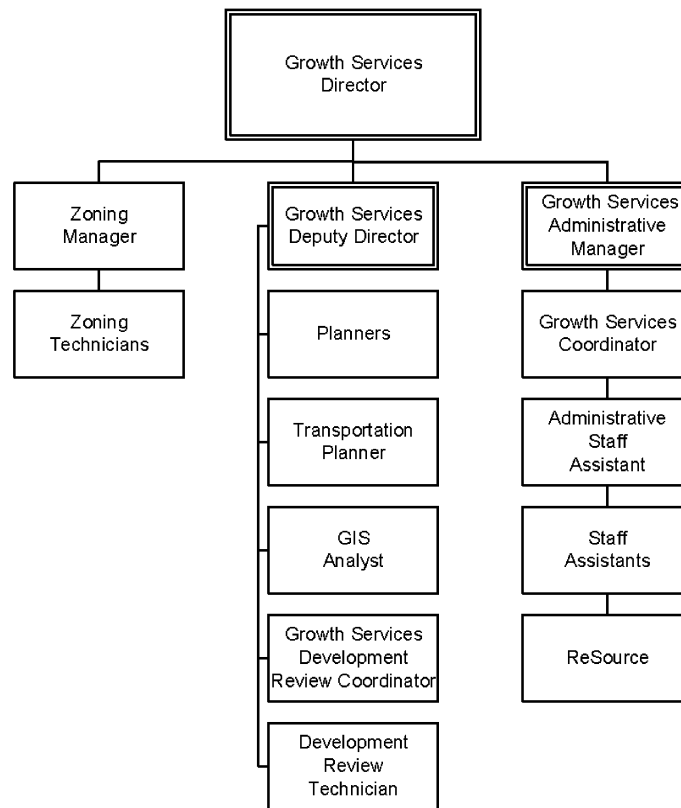 Growth Services
Director
Zoning
Manager
Growth Services
Deputy Director
Growth Services
Administrative
Manager
Zoning
Technicians
Planners
Growth Services
Coordinator
Transportation
Planner
Administrative
Staff
Assistant
GIS
Analyst
Staff
Assistants
Growth Services
Development
Review Coordinator
ReSource
Development
Review
Technician